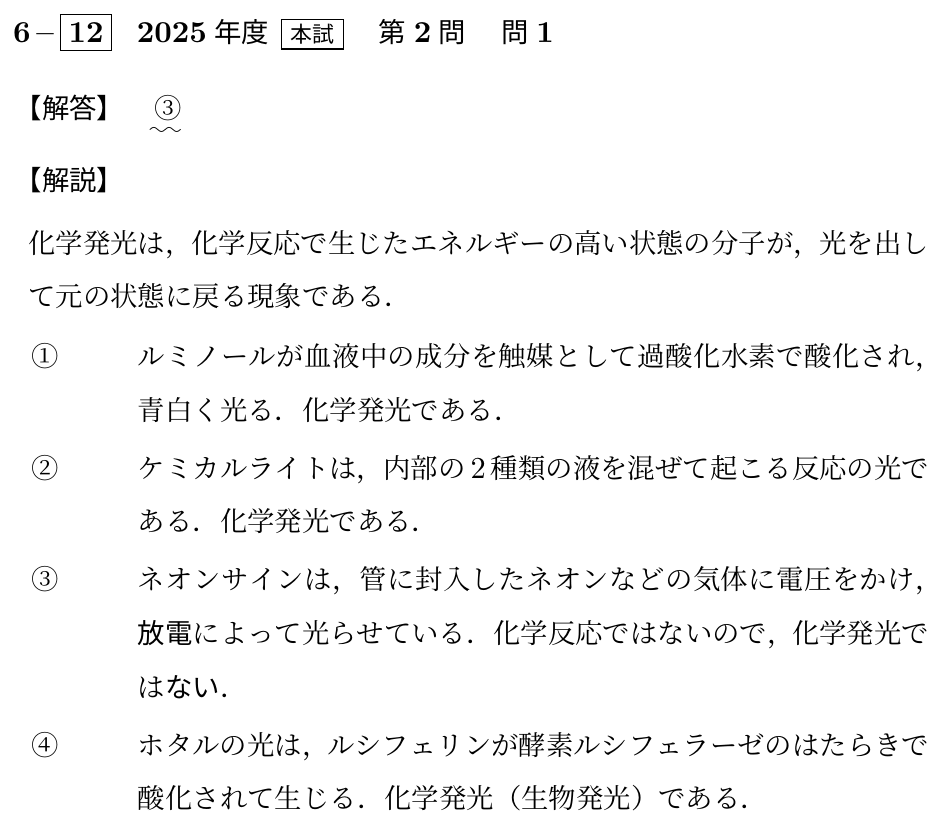 6－12 2025 年度 本試 第 2 問 問 1
【解答】 ③
【解説】
化学発光は，化学反応で生じたエネルギーの高い状態の分子が，光を出し
て元の状態に戻る現象である．
① ルミノールが血液中の成分を触媒として過酸化水素で酸化され，
青白く光る．化学発光である．
② ケミカルライトは，内部の 2 種類の液を混ぜて起こる反応の光で
ある．化学発光である．
③ ネオンサインは，管に封入したネオンなどの気体に電圧をかけ，
放電によって光らせている．化学反応ではないので，化学発光で
はない．
④ ホタルの光は，ルシフェリンが酵素ルシフェラーゼのはたらきで
酸化されて生じる．化学発光（生物発光）である．